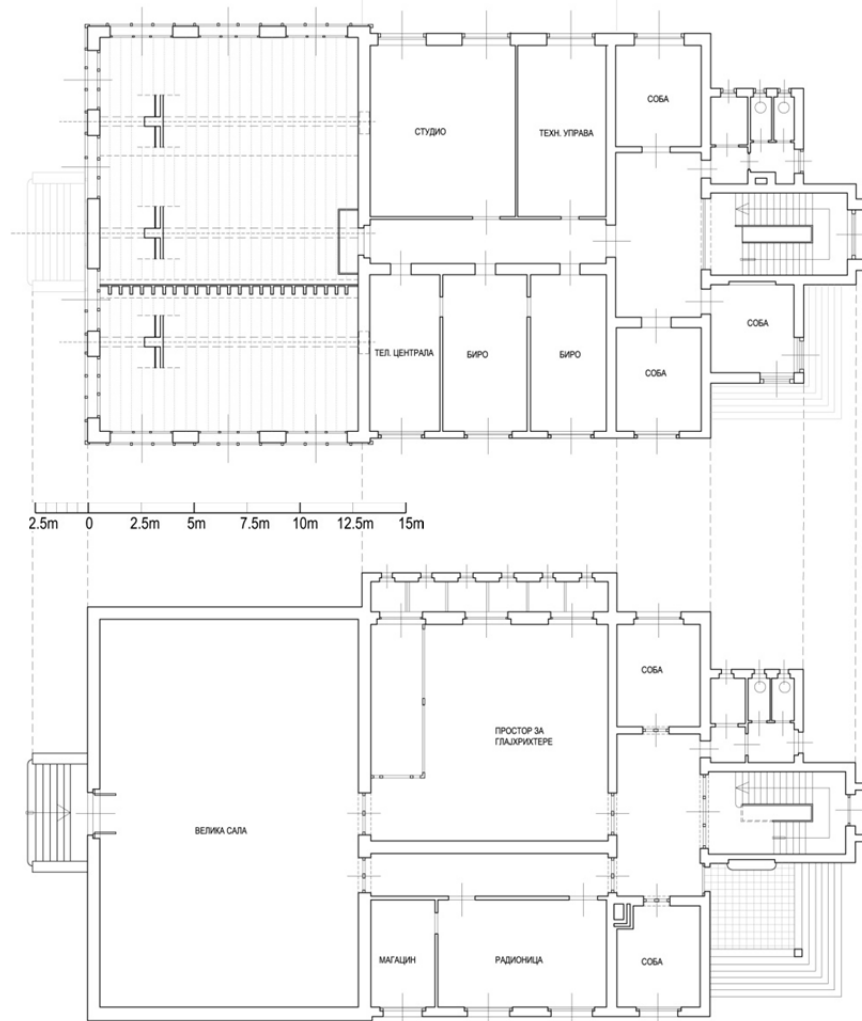 СОБА
СТУДИО
ТЕХН. УПРАВА
СОБА
ТЕЛ. ЦЕНТРАЛА
БИРО
БИРО
СОБА
2.5m 0 2.5m 5m 7.5m 10m 12.5m 15m
СОБА
ПРОСТОР ЗА
ГЛАЈХРИХТЕРЕ
ВЕЛИКА САЛА
МАГАЦИН
РАДИОНИЦА
СОБА